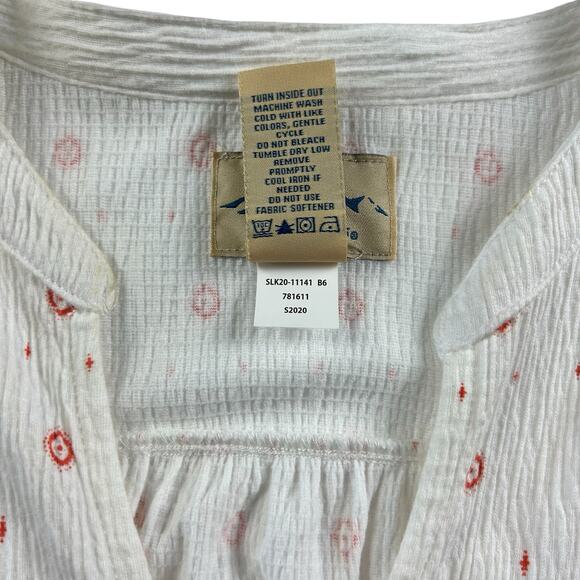 TURN INSIDE OUT
MACHINE WASH
COLD WITH LIKE
COLORS, GENTLE
CYCLE
DO NOT BLEACH
TUMBLE DRY LOW
REMOVE
PROMPTLY
COOL IRON IF
NEEDED
DO NOT USE
FABRIC SOFTENER
SLK20-11141 B6
781611
S2020